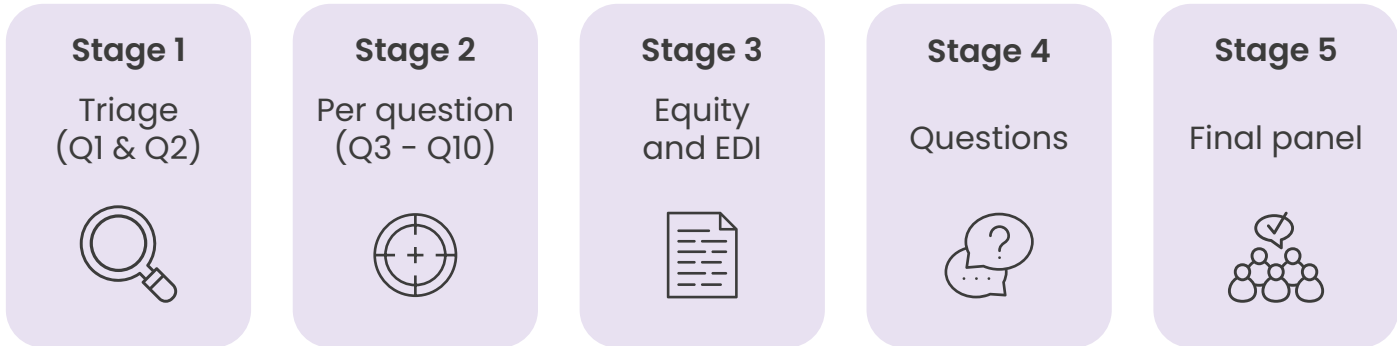 Stage 1
Triage
(Q1 & Q2)
Stage 2
Per question
(Q3 - Q10)
Stage 3
Equity
and EDI
Stage 4
Questions
Stage 5
Final panel